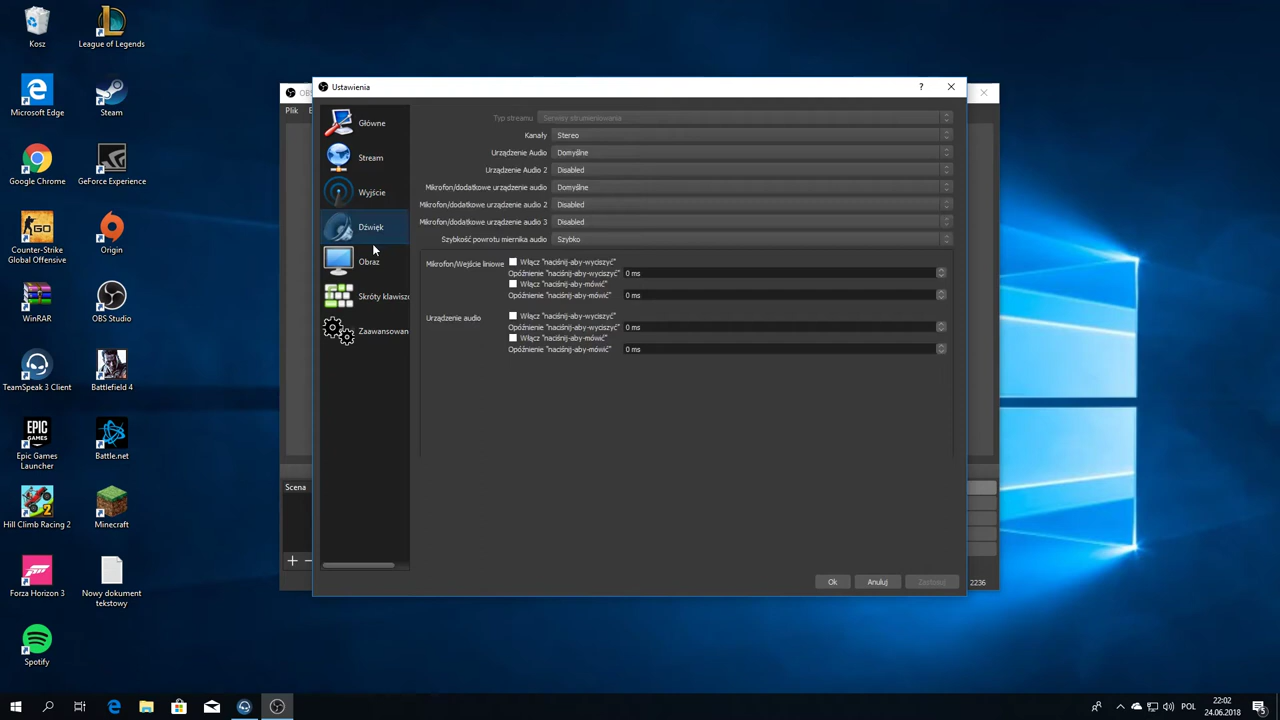 Kosz
League of Legends
Microsoft Edge
Steam
Google Chrome
GeForce Experience
Counter-Strike
Global Offensive
Origin
WinRAR
OBS Studio
TeamSpeak 3 Client
Battlefield 4
Epic Games
Launcher
Battle.net
Hill Climb Racing 2
Minecraft
Forza Horizon 3
Nowy dokument
tekstowy
Spotify
OBS
Plik
Scena
2236
Ustawienia
Główne
Stream
Wyjście
Dźwięk
Obraz
Skróty klawiszo
Zaawansowan
Typ streamu Serwery strumieniowania
Kanały Stereo
Urządzenie Audio Domyślne
Urządzenie Audio 2 Disabled
Mikrofon/dodatkowe urządzenie audio Domyślne
Mikrofon/dodatkowe urządzenie audio 2 Disabled
Mikrofon/dodatkowe urządzenie audio 3 Disabled
Szybkość powrotu miernika audio Szybko
Mikrofon/Wejście liniowe Włącz "naciśnij-aby-wyciszyć"
Opóźnienie "naciśnij-aby-wyciszyć" 0 ms
Włącz "naciśnij-aby-mówić"
Opóźnienie "naciśnij-aby-mówić" 0 ms
Urządzenie audio Włącz "naciśnij-aby-wyciszyć"
Opóźnienie "naciśnij-aby-wyciszyć" 0 ms
Włącz "naciśnij-aby-mówić"
Opóźnienie "naciśnij-aby-mówić" 0 ms
Ok Anuluj Zastosuj
POL
22:02
24.06.2018
5